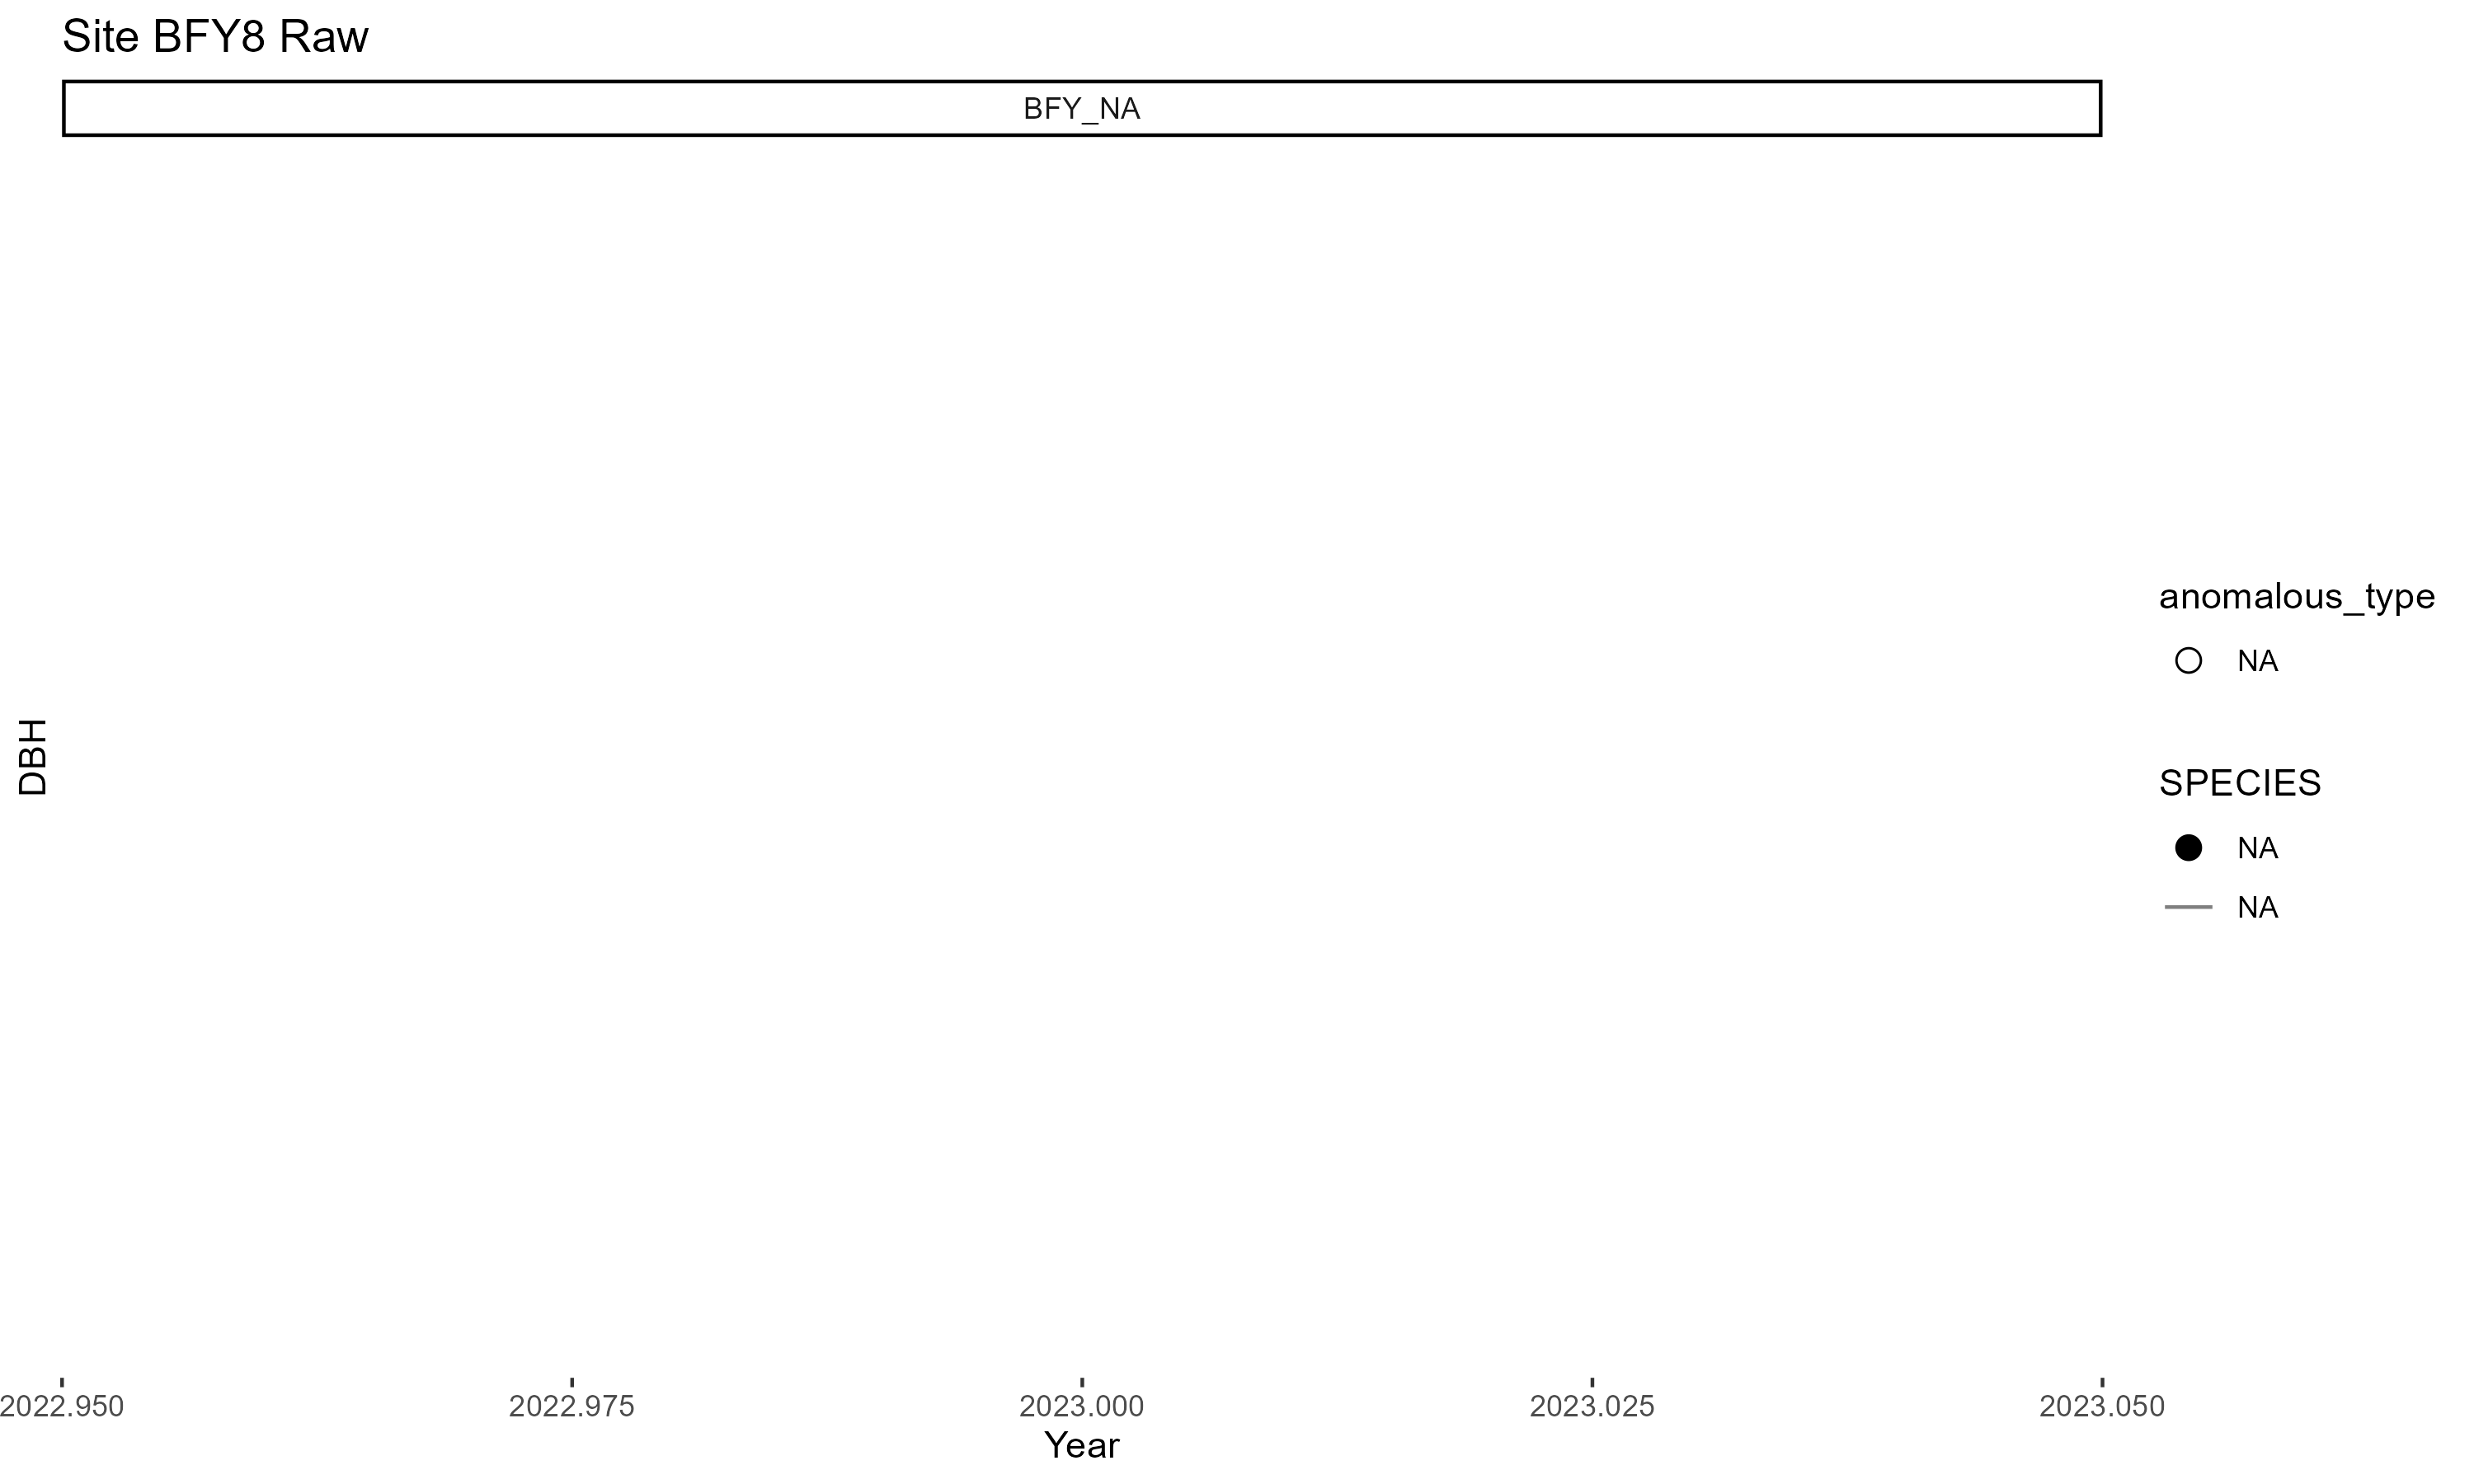 Site BFY8 Raw
BFY_NA
DBH
anomalous_type
NA
SPECIES
NA
NA
2022.950 2022.975 2023.000 2023.025 2023.050
Year